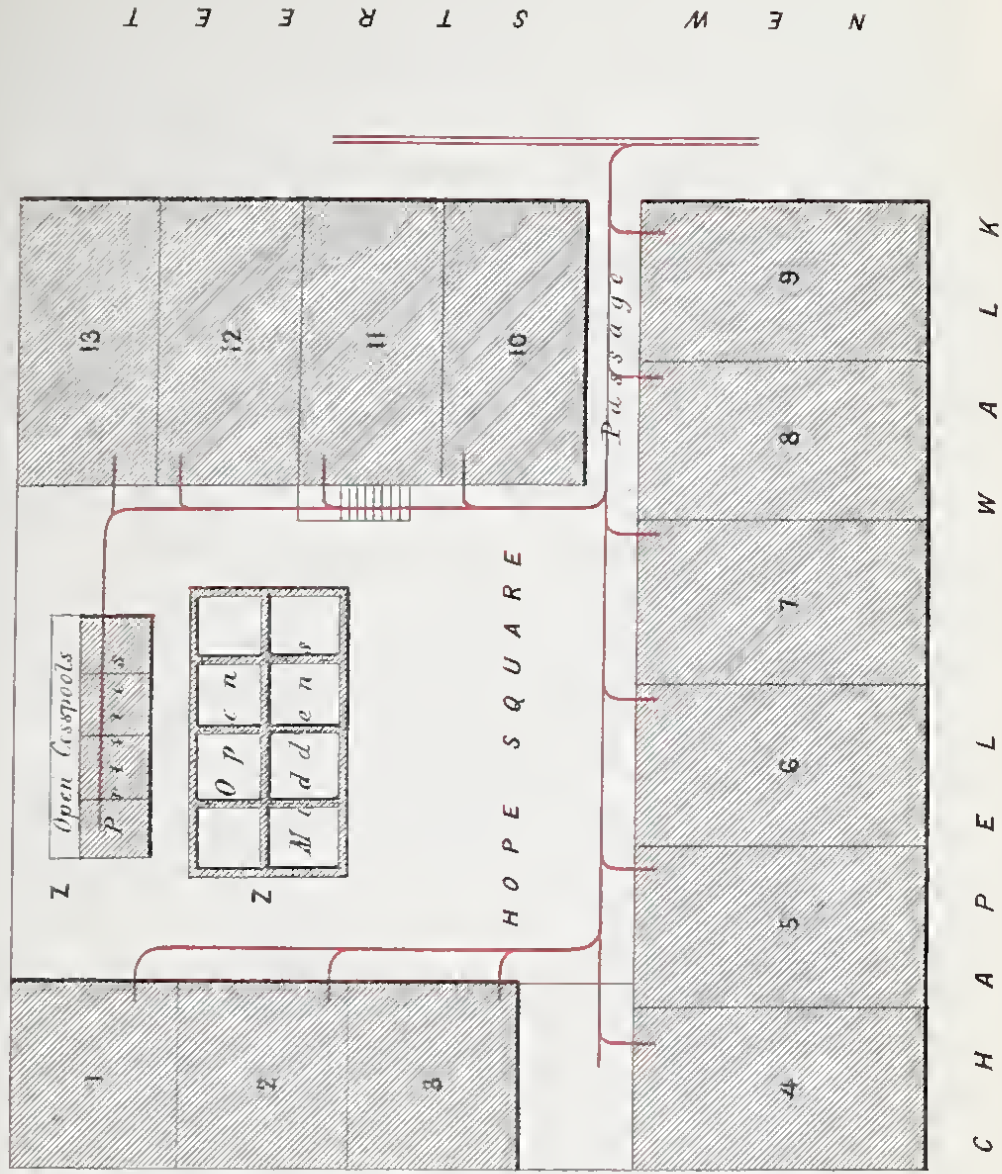 NEW STREET
13
12
11
10
Passage
9
8
7
6
5
4
Open Cesspools
Privies
Z
Open
Middens
Z
HOPE SQUARE
1
2
3
CHAPEL WALK